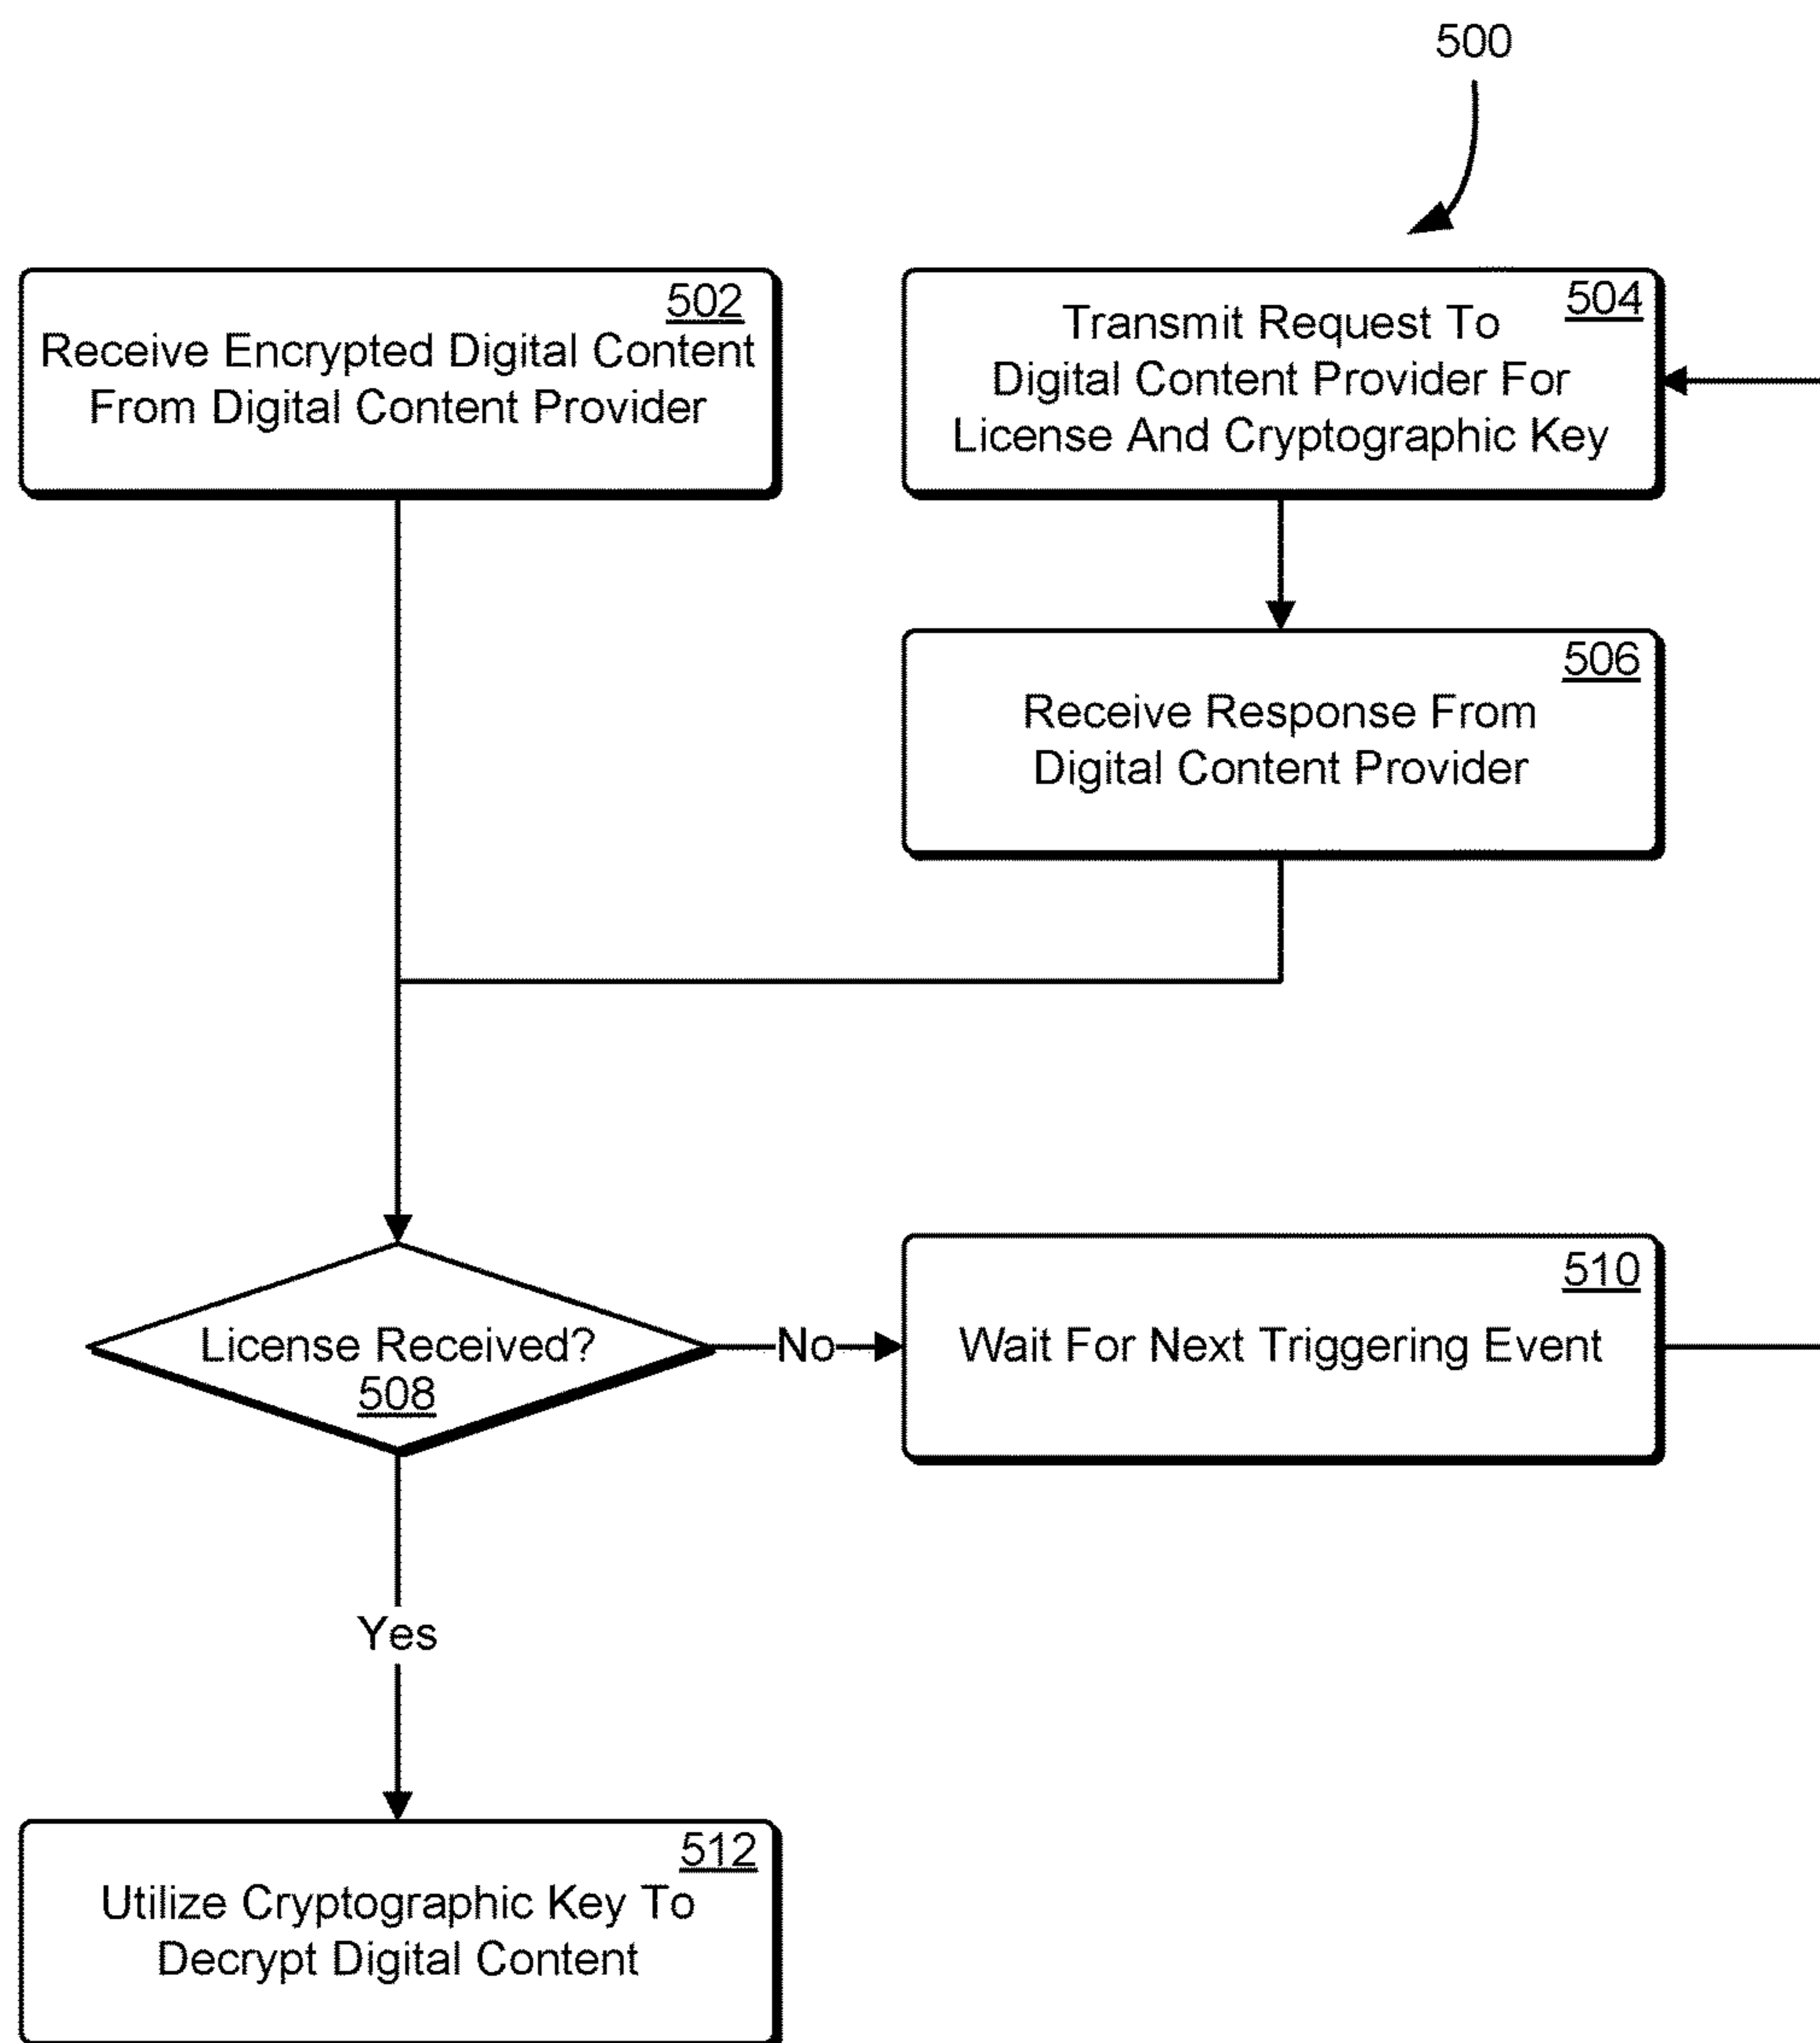 500
502
Receive Encrypted Digital Content
From Digital Content Provider
504
Transmit Request To
Digital Content Provider For
License And Cryptographic Key
506
Receive Response From
Digital Content Provider
License Received?
508
No
510
Wait For Next Triggering Event
Yes
512
Utilize Cryptographic Key To
Decrypt Digital Content